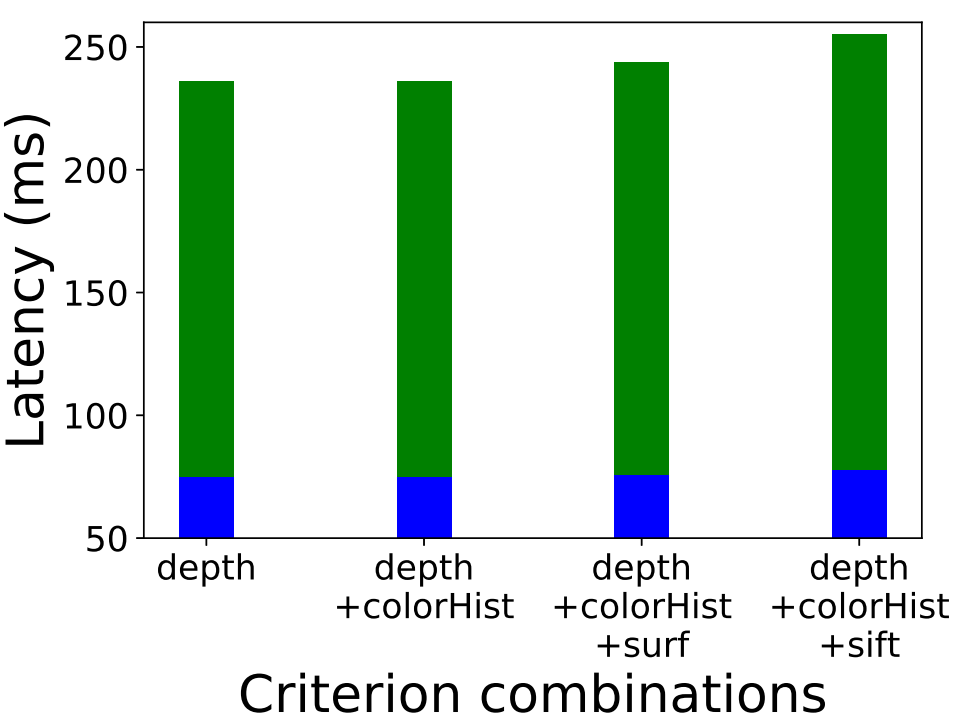 250
200
150
100
50
Latency (ms)
depth
depth
+colorHist
depth
+colorHist
+surf
depth
+colorHist
+sift
Criterion combinations